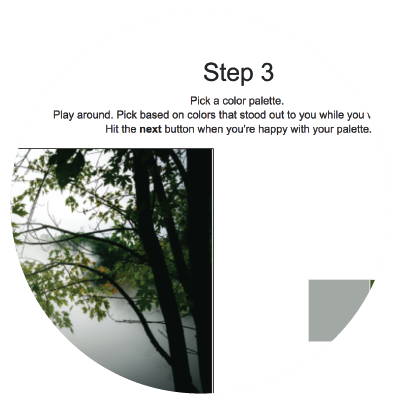 Step 3
Pick a color palette.
Play around. Pick based on colors that stood out to you while you
Hit the next button when you're happy with your palette.